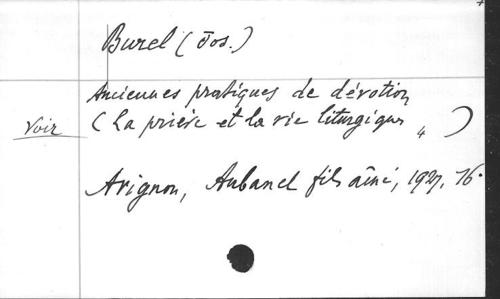 Burel (Jos.)
Anciennes pratiques de dévotion
Voir
(La prière et la vie liturgique 4)
Avignon, Aubanel fils aîné, 1927, 16°